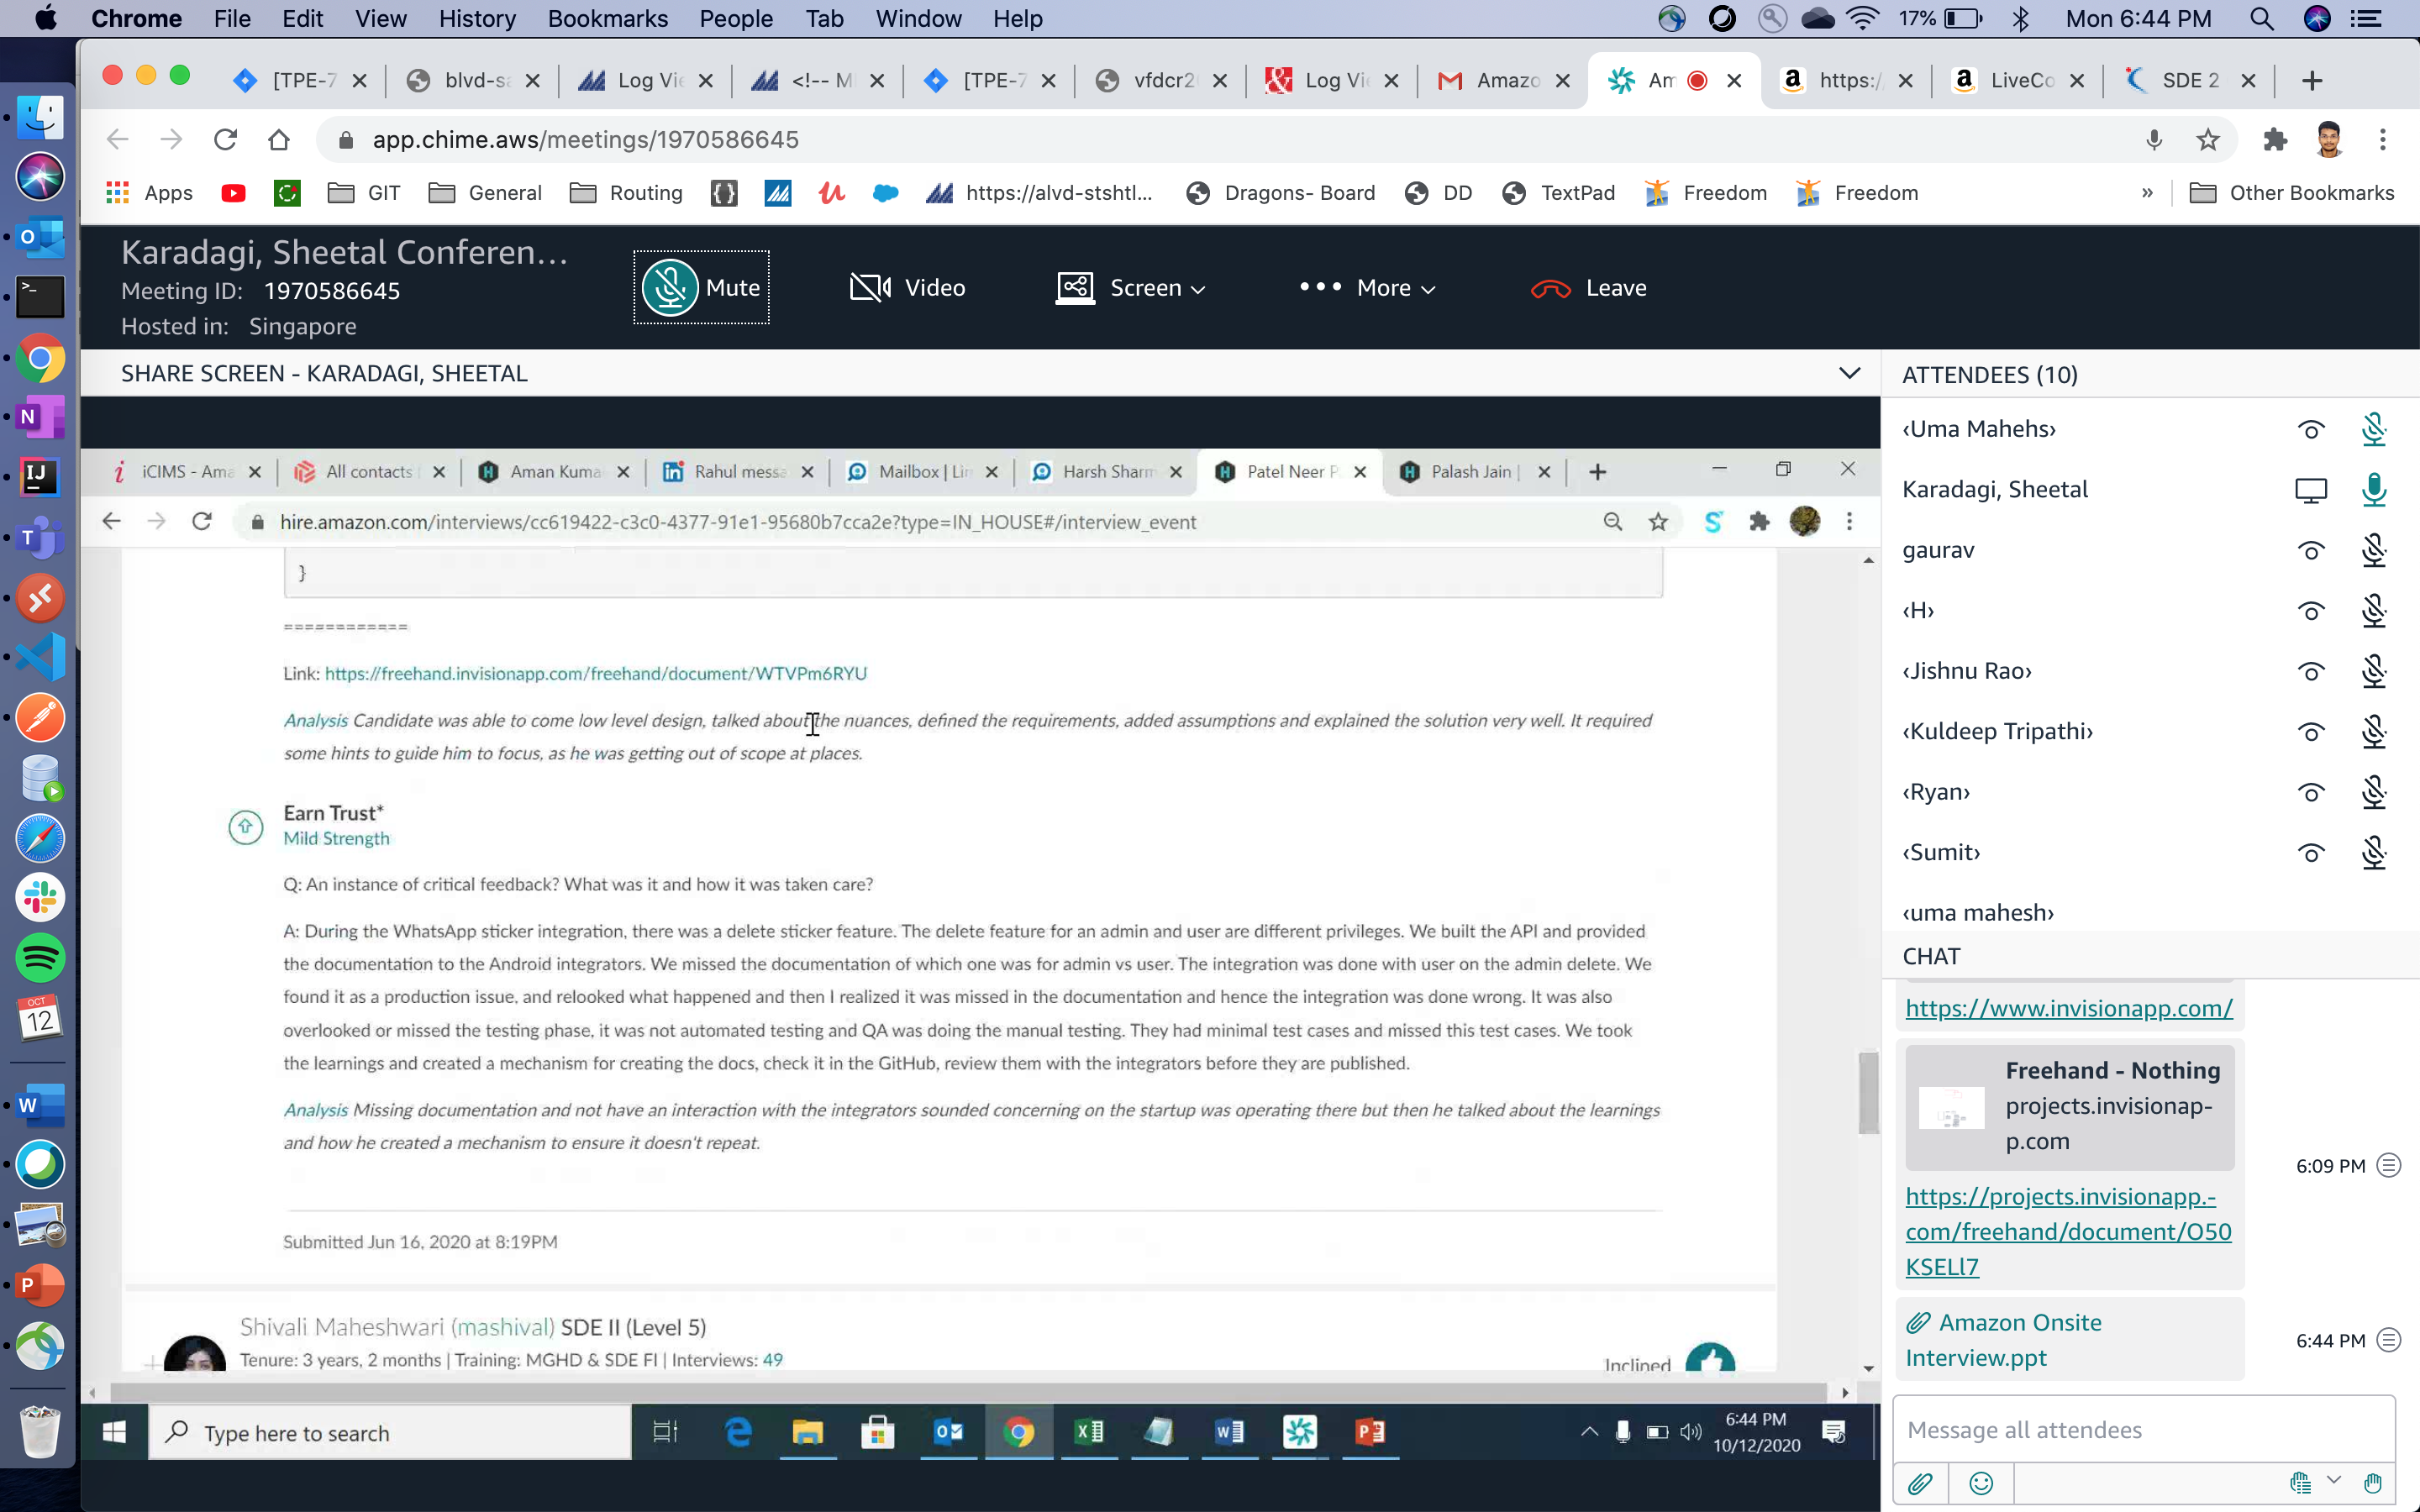 Chrome File Edit View History Bookmarks People Tab Window Help 17% Mon 6:44 PM
[TPE-7 blvd-sa Log Vie <!-- M [TPE-7 vfdcr2 Log Vie Amazo Am https:/ LiveCo SDE 2
app.chime.aws/meetings/1970586645
Apps GIT General Routing https://alvd-stshtl... Dragons- Board DD TextPad Freedom Freedom » Other Bookmarks
Karadagi, Sheetal Conferen...
Meeting ID: 1970586645
Hosted in: Singapore
Mute Video Screen More Leave
SHARE SCREEN - KARADAGI, SHEETAL
iCIMS - Ama All contacts Aman Kuma Rahul messa Mailbox | Lin Harsh Sharm Patel Neer P Palash Jain |
hire.amazon.com/interviews/cc619422-c3c0-4377-91e1-95680b7cca2e?type=IN_HOUSE#/interview_event
}
============
Link: https://freehand.invisionapp.com/freehand/document/WTVPm6RYU
Analysis Candidate was able to come low level design, talked about the nuances, defined the requirements, added assumptions and explained the solution very well. It required
some hints to guide him to focus, as he was getting out of scope at places.
Earn Trust*
Mild Strength
Q: An instance of critical feedback? What was it and how it was taken care?
A: During the WhatsApp sticker integration, there was a delete sticker feature. The delete feature for an admin and user are different privileges. We built the API and provided
the documentation to the Android integrators. We missed the documentation of which one was for admin vs user. The integration was done with user on the admin delete. We
found it as a production issue, and relooked what happened and then I realized it was missed in the documentation and hence the integration was done wrong. It was also
overlooked or missed the testing phase, it was not automated testing and QA was doing the manual testing. They had minimal test cases and missed this test cases. We took
the learnings and created a mechanism for creating the docs, check it in the GitHub, review them with the integrators before they are published.
Analysis Missing documentation and not have an interaction with the integrators sounded concerning on the startup was operating there but then he talked about the learnings
and how he created a mechanism to ensure it doesn't repeat.
Submitted Jun 16, 2020 at 8:19PM
Shivali Maheshwari (mashival) SDE II (Level 5)
Tenure: 3 years, 2 months | Training: MGHD & SDE FI | Interviews: 49
Inclined
Type here to search
6:44 PM
10/12/2020
ATTENDEES (10)
‹Uma Mahehs›
Karadagi, Sheetal
gaurav
‹H›
‹Jishnu Rao›
‹Kuldeep Tripathi›
‹Ryan›
‹Sumit›
‹uma mahesh›
CHAT
https://www.invisionapp.com/
Freehand - Nothing
projects.invisionap-
p.com
6:09 PM
https://projects.invisionapp.-
com/freehand/document/O50
KSELl7
Amazon Onsite
Interview.ppt
6:44 PM
Message all attendees
OCT
12